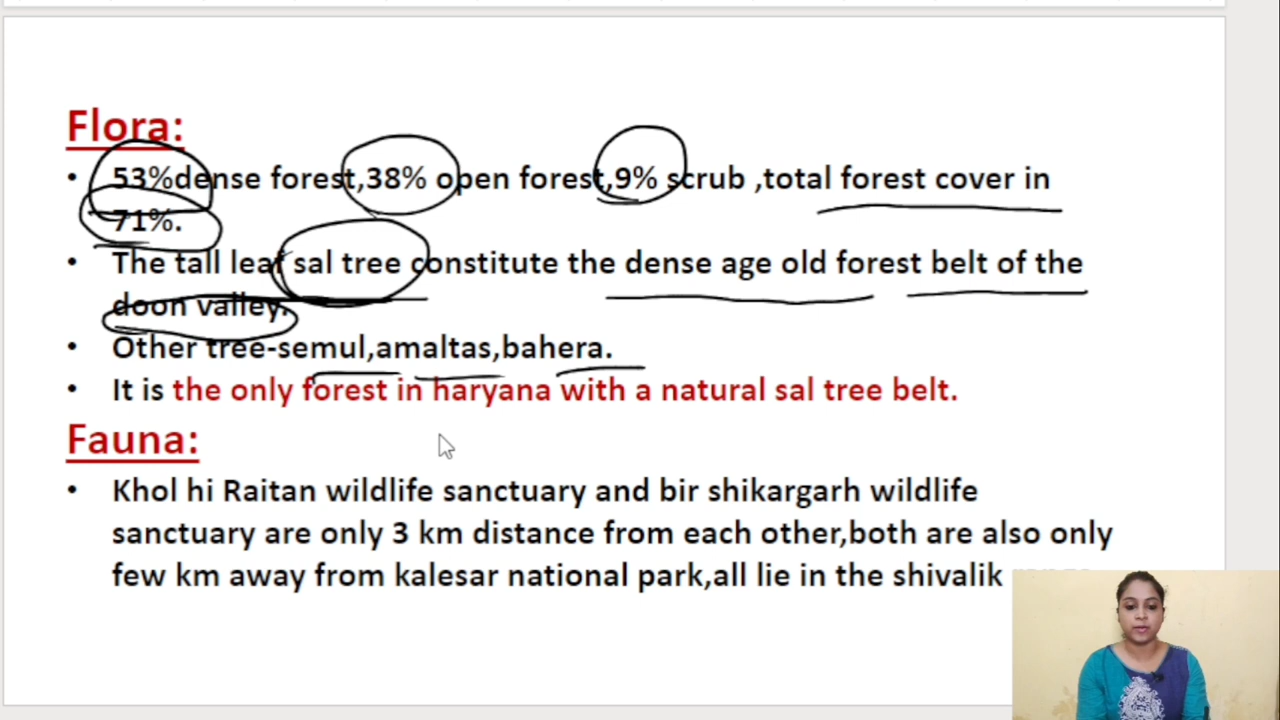 Flora:
• 53%dense forest,38% open forest,9% scrub ,total forest cover in
71%.
• The tall leaf sal tree constitute the dense age old forest belt of the
doon valley.
• Other tree-semul,amaltas,bahera.
• It is the only forest in haryana with a natural sal tree belt.
Fauna:
• Khol hi Raitan wildlife sanctuary and bir shikargarh wildlife
sanctuary are only 3 km distance from each other,both are also only
few km away from kalesar national park,all lie in the shivalik